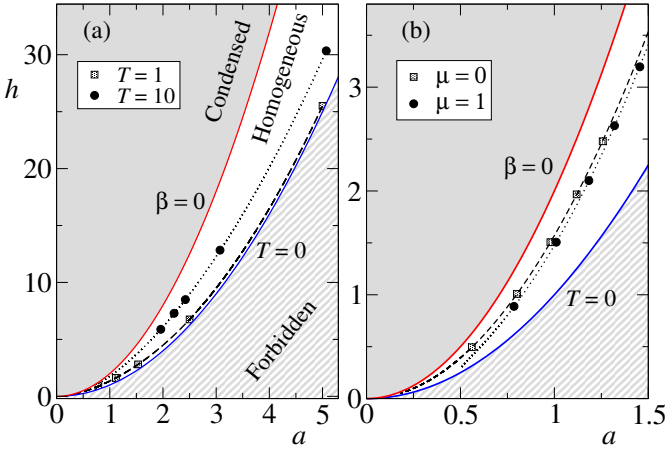 (a)
T = 1
T = 10
Condensed
Homogeneous
β = 0
T = 0
Forbidden
h
30
20
10
0
0
1
2
3
4
5
a
(b)
μ = 0
μ = 1
β = 0
T = 0
3
2
1
0
0
0.5
1
1.5
a